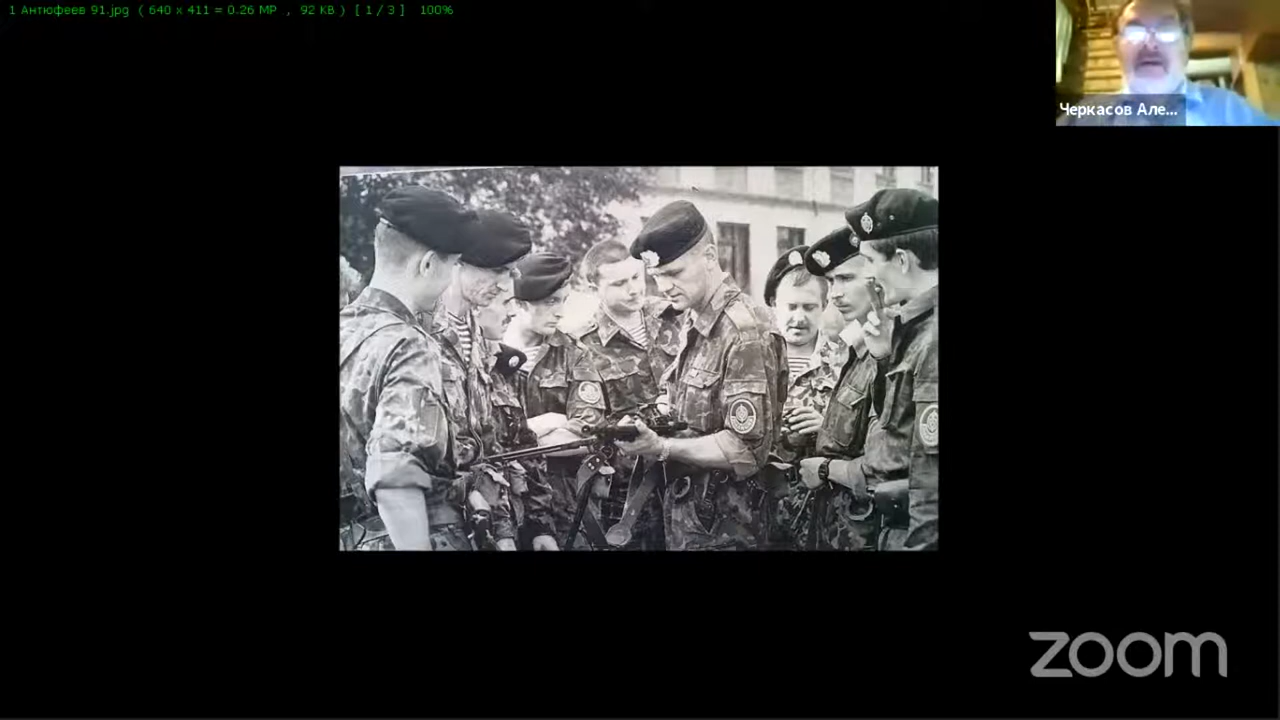 1 Антюфеев 91.jpg ( 640 x 411 = 0.26 MP , 92 KB ) [ 1 / 3 ] 100%
Черкасов Але...
zoom